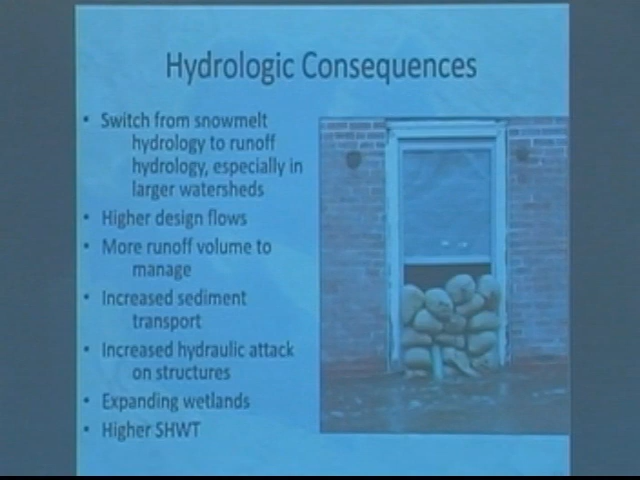 Hydrologic Consequences
• Switch from snowmelt
hydrology to runoff
hydrology, especially in
larger watersheds
• Higher design flows
• More runoff volume to
manage
• Increased sediment
transport
• Increased hydraulic attack
on structures
• Expanding wetlands
• Higher SHWT